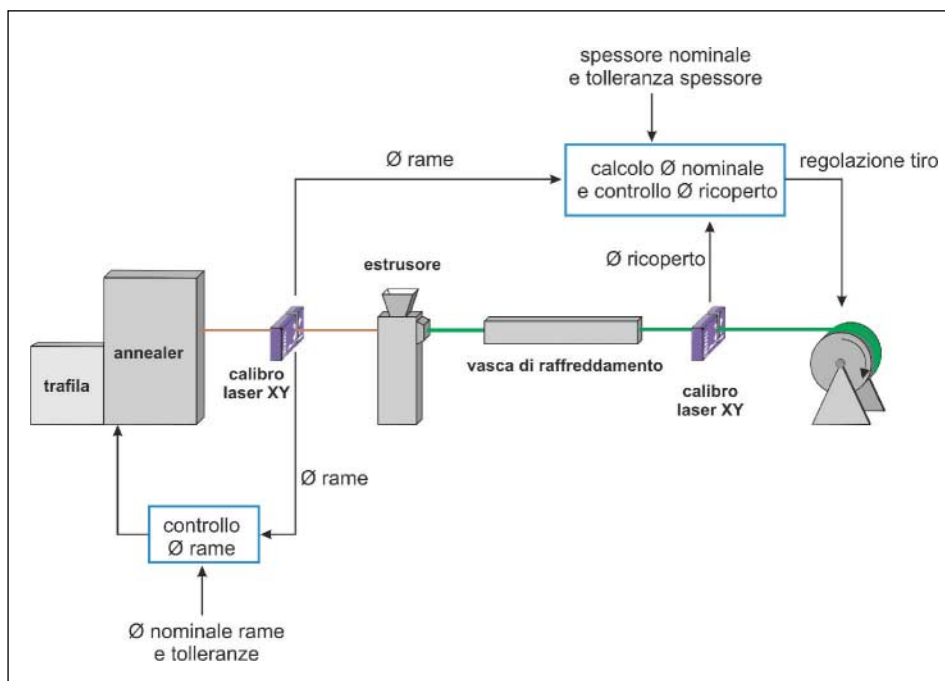 spessore nominale
e tolleranza spessore
Ø rame
calcolo Ø nominale
e controllo Ø ricoperto
regolazione tiro
Ø ricoperto
estrusore
annealer
trafila
calibro
laser XY
vasca di raffreddamento
calibro
laser XY
Ø rame
controllo
Ø rame
Ø nominale rame
e tolleranze